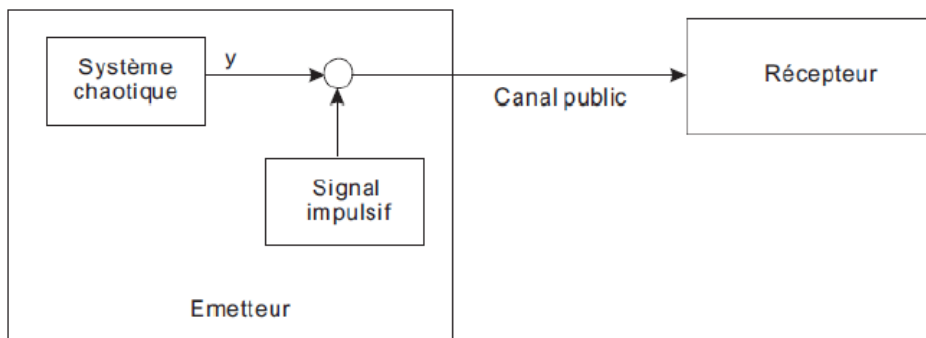 Système
chaotique
y
Signal
impulsif
Emetteur
Canal public
Récepteur